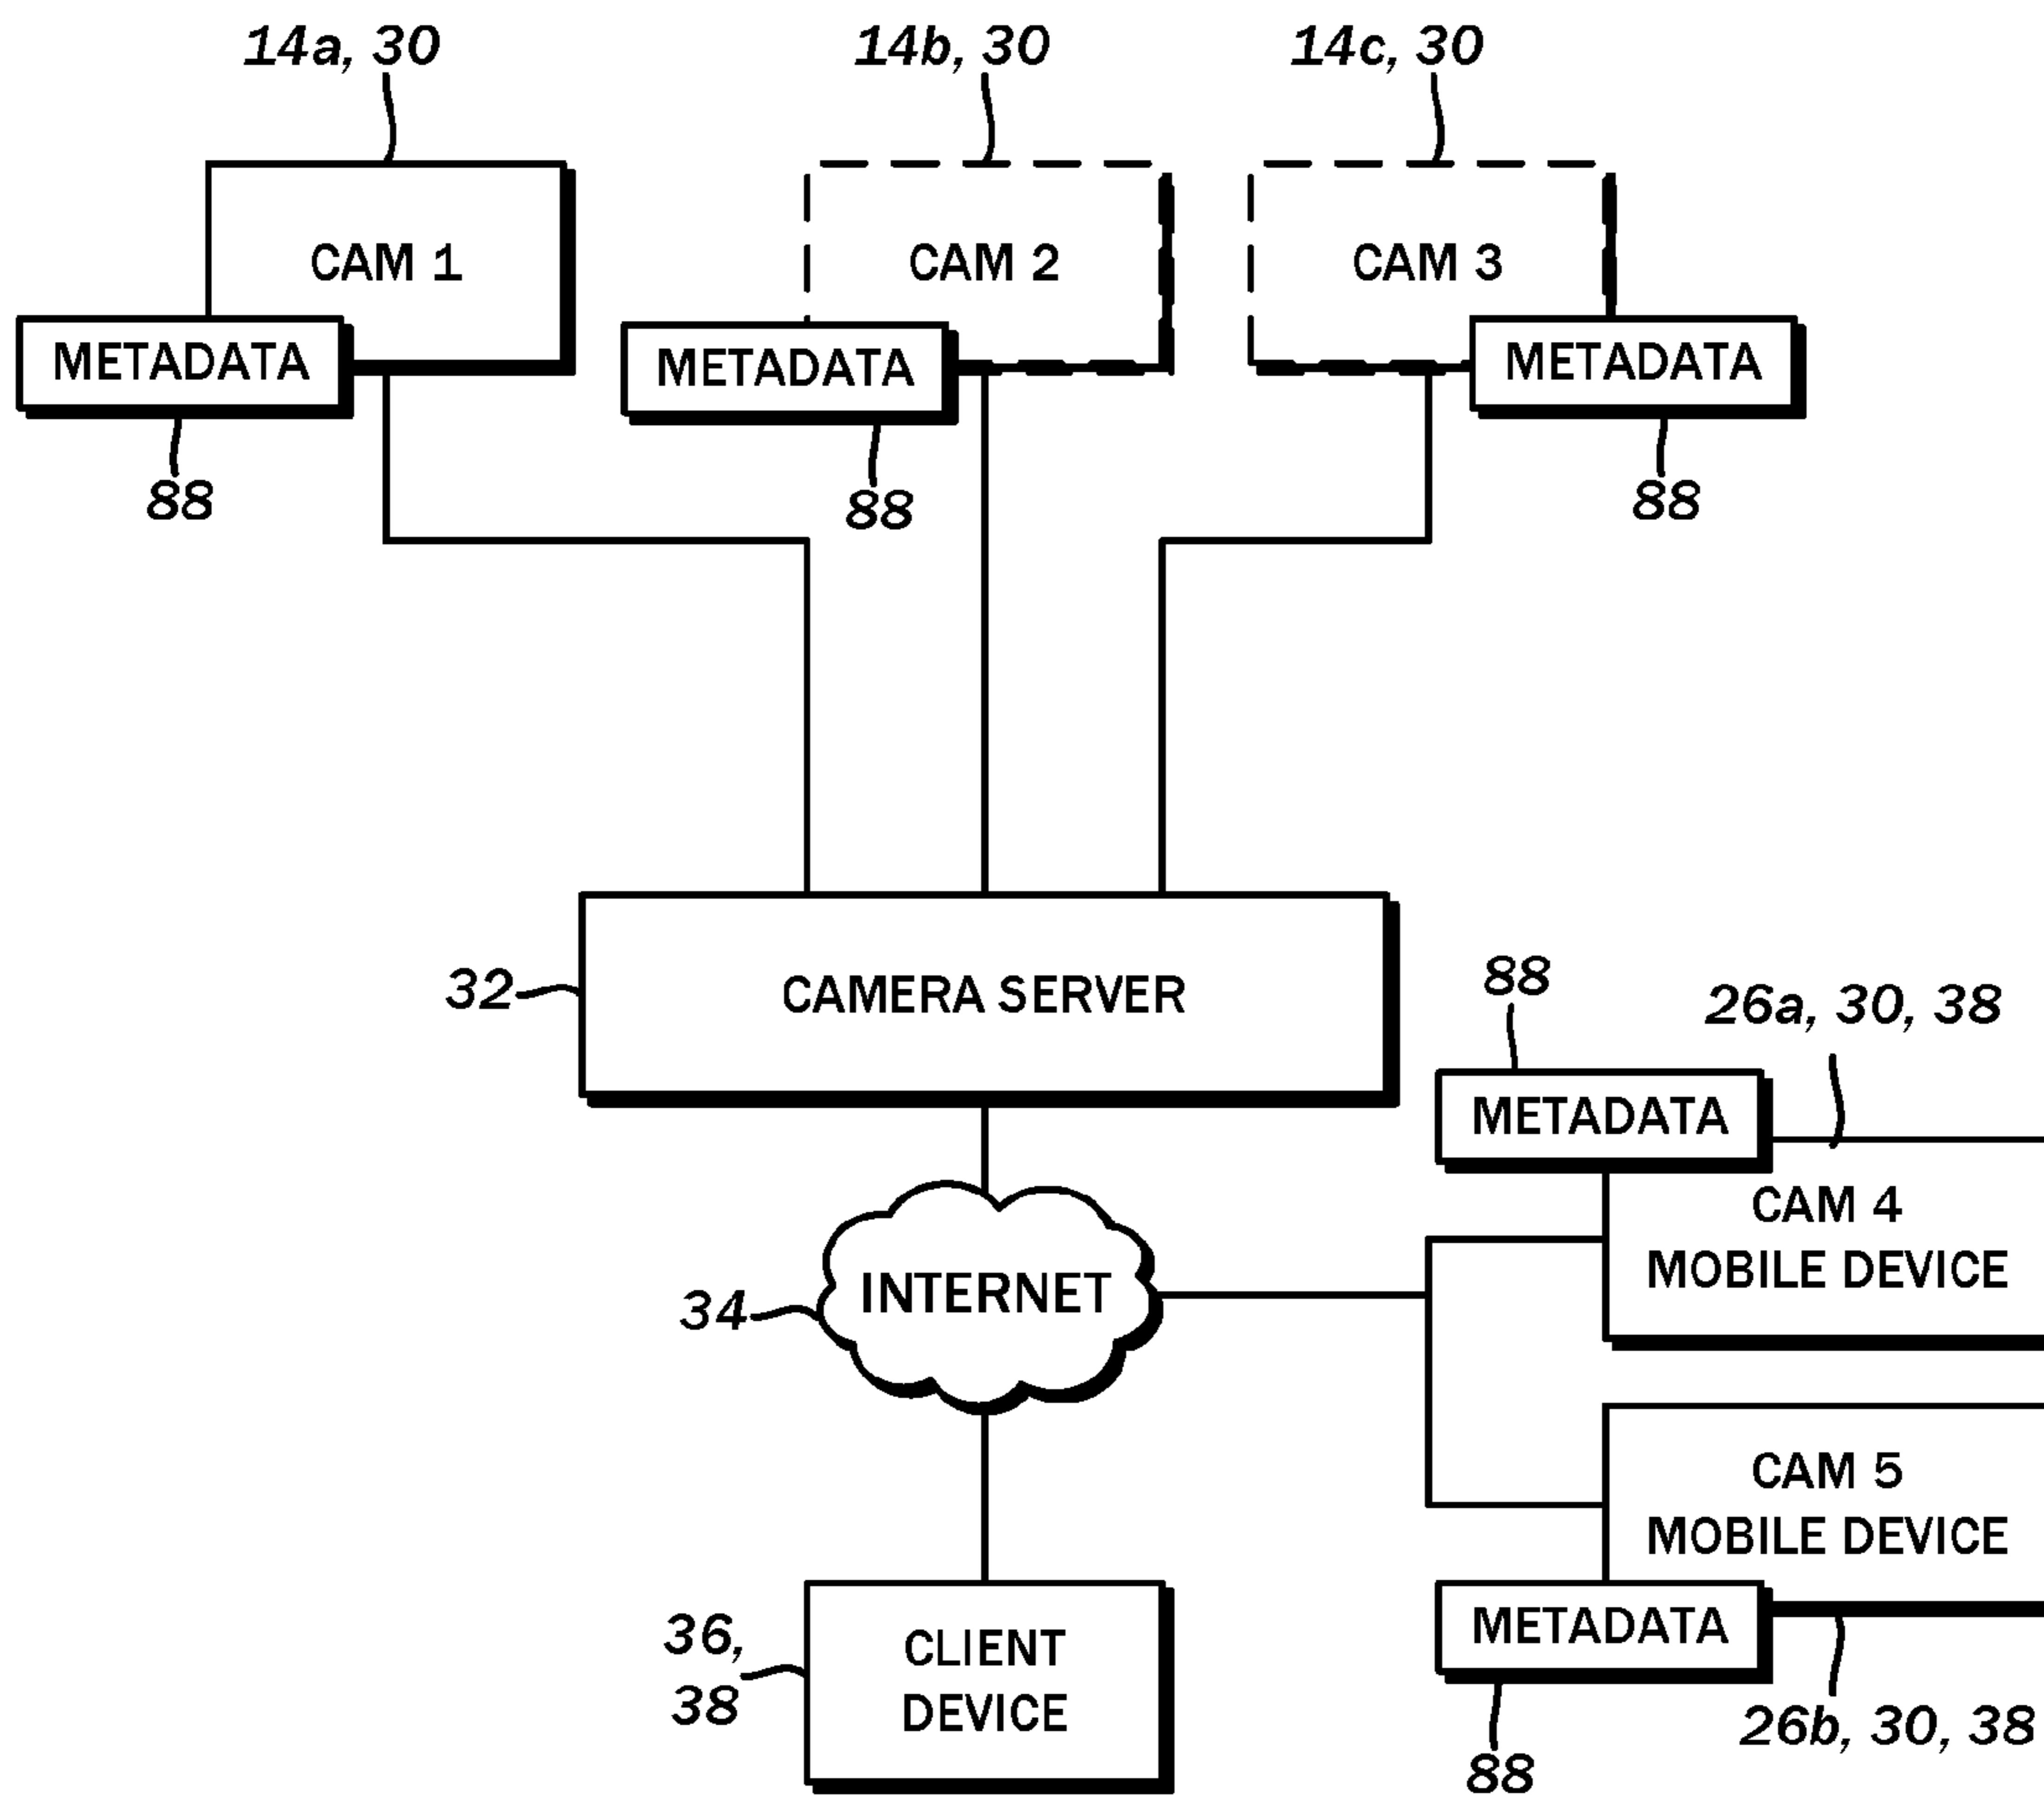 14a, 30
14b, 30
14c, 30
CAM 1
CAM 2
CAM 3
METADATA
METADATA
METADATA
88
88
88
32
CAMERA SERVER
88
26a, 30, 38
METADATA
CAM 4
MOBILE DEVICE
34
INTERNET
CAM 5
MOBILE DEVICE
METADATA
36,
38
CLIENT
DEVICE
26b, 30, 38
88